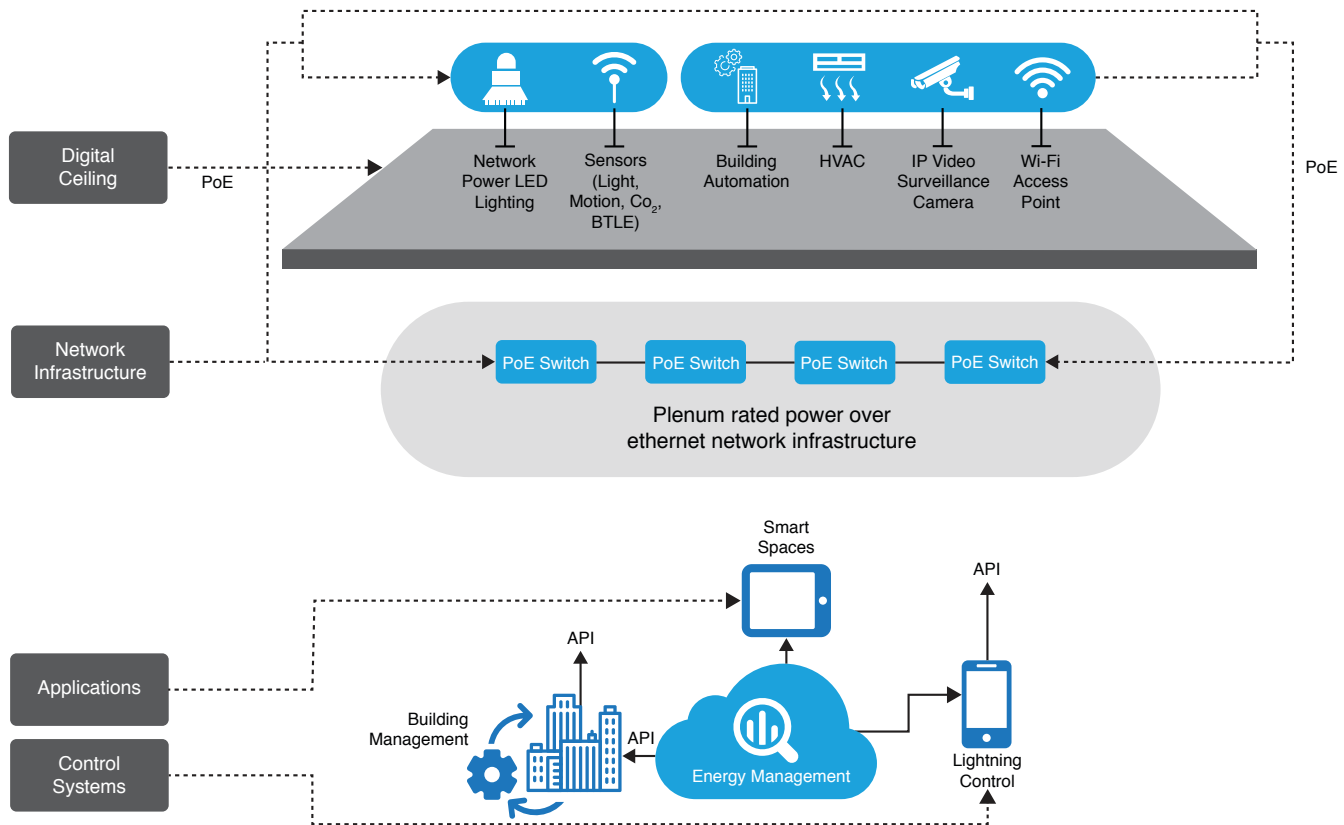 Digital
Ceiling
PoE
Network
Power LED
Lighting
Sensors
(Light,
Motion, Co₂,
BTLE)
Building
Automation
HVAC
IP Video
Surveillance
Camera
Wi-Fi
Access
Point
PoE
Network
Infrastructure
PoE Switch
PoE Switch
PoE Switch
PoE Switch
Plenum rated power over
ethernet network infrastructure
Smart
Spaces
API
API
Applications
Building
Management
API
Energy Management
Lightning
Control
Control
Systems